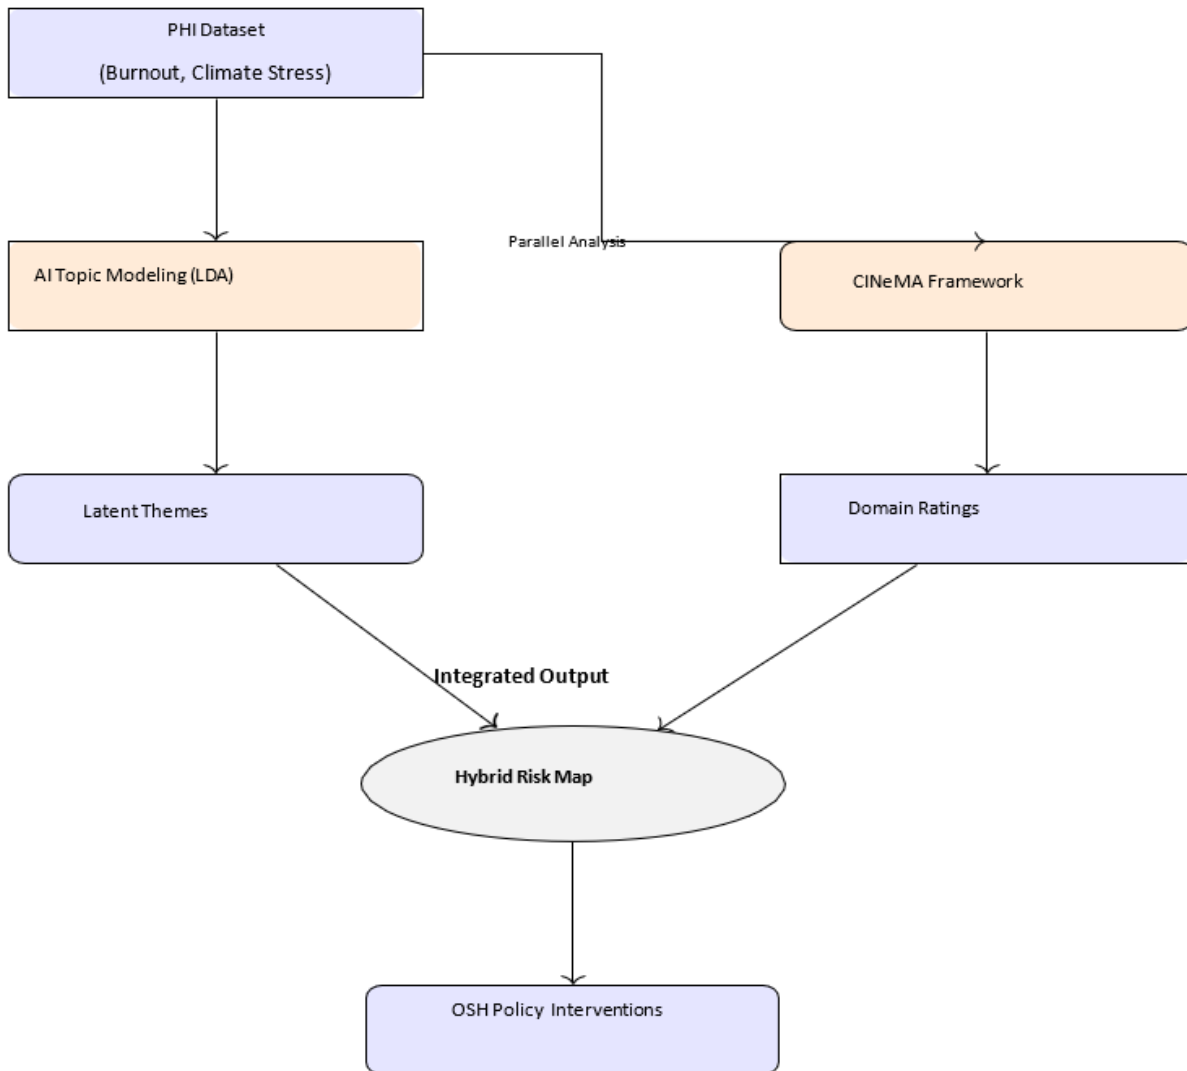 PHI Dataset
(Burnout, Climate Stress)
Parallel Analysis
AI Topic Modeling (LDA)
CINeMA Framework
Latent Themes
Domain Ratings
Integrated Output
Hybrid Risk Map
OSH Policy Interventions